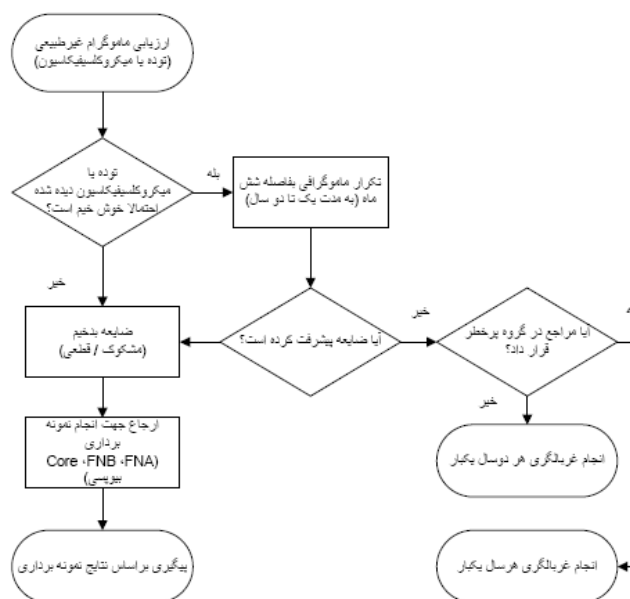 ارزیابی ماموگرام غیرطبیعی
(توده یا میکروکلسیفیکاسیون)
توده یا
میکروکلسیفیکاسیون دیده شده
احتمالا خوش خیم است؟
بله
تکرار ماموگرافی بفاصله شش
ماه (به مدت یک تا دو سال)
خیر
ضایعه بدخیم
(مشکوک / قطعی)
آیا ضایعه پیشرفت کرده است؟
خیر
آیا مراجع در گروه پرخطر
قرار داد؟
خیر
ارجاع جهت انجام نمونه
برداری
(FNA، FNB، Core
بیوپسی)
انجام غربالگری هر دوسال یکبار
پیگیری براساس نتایج نمونه برداری
انجام غربالگری هرسال یکبار